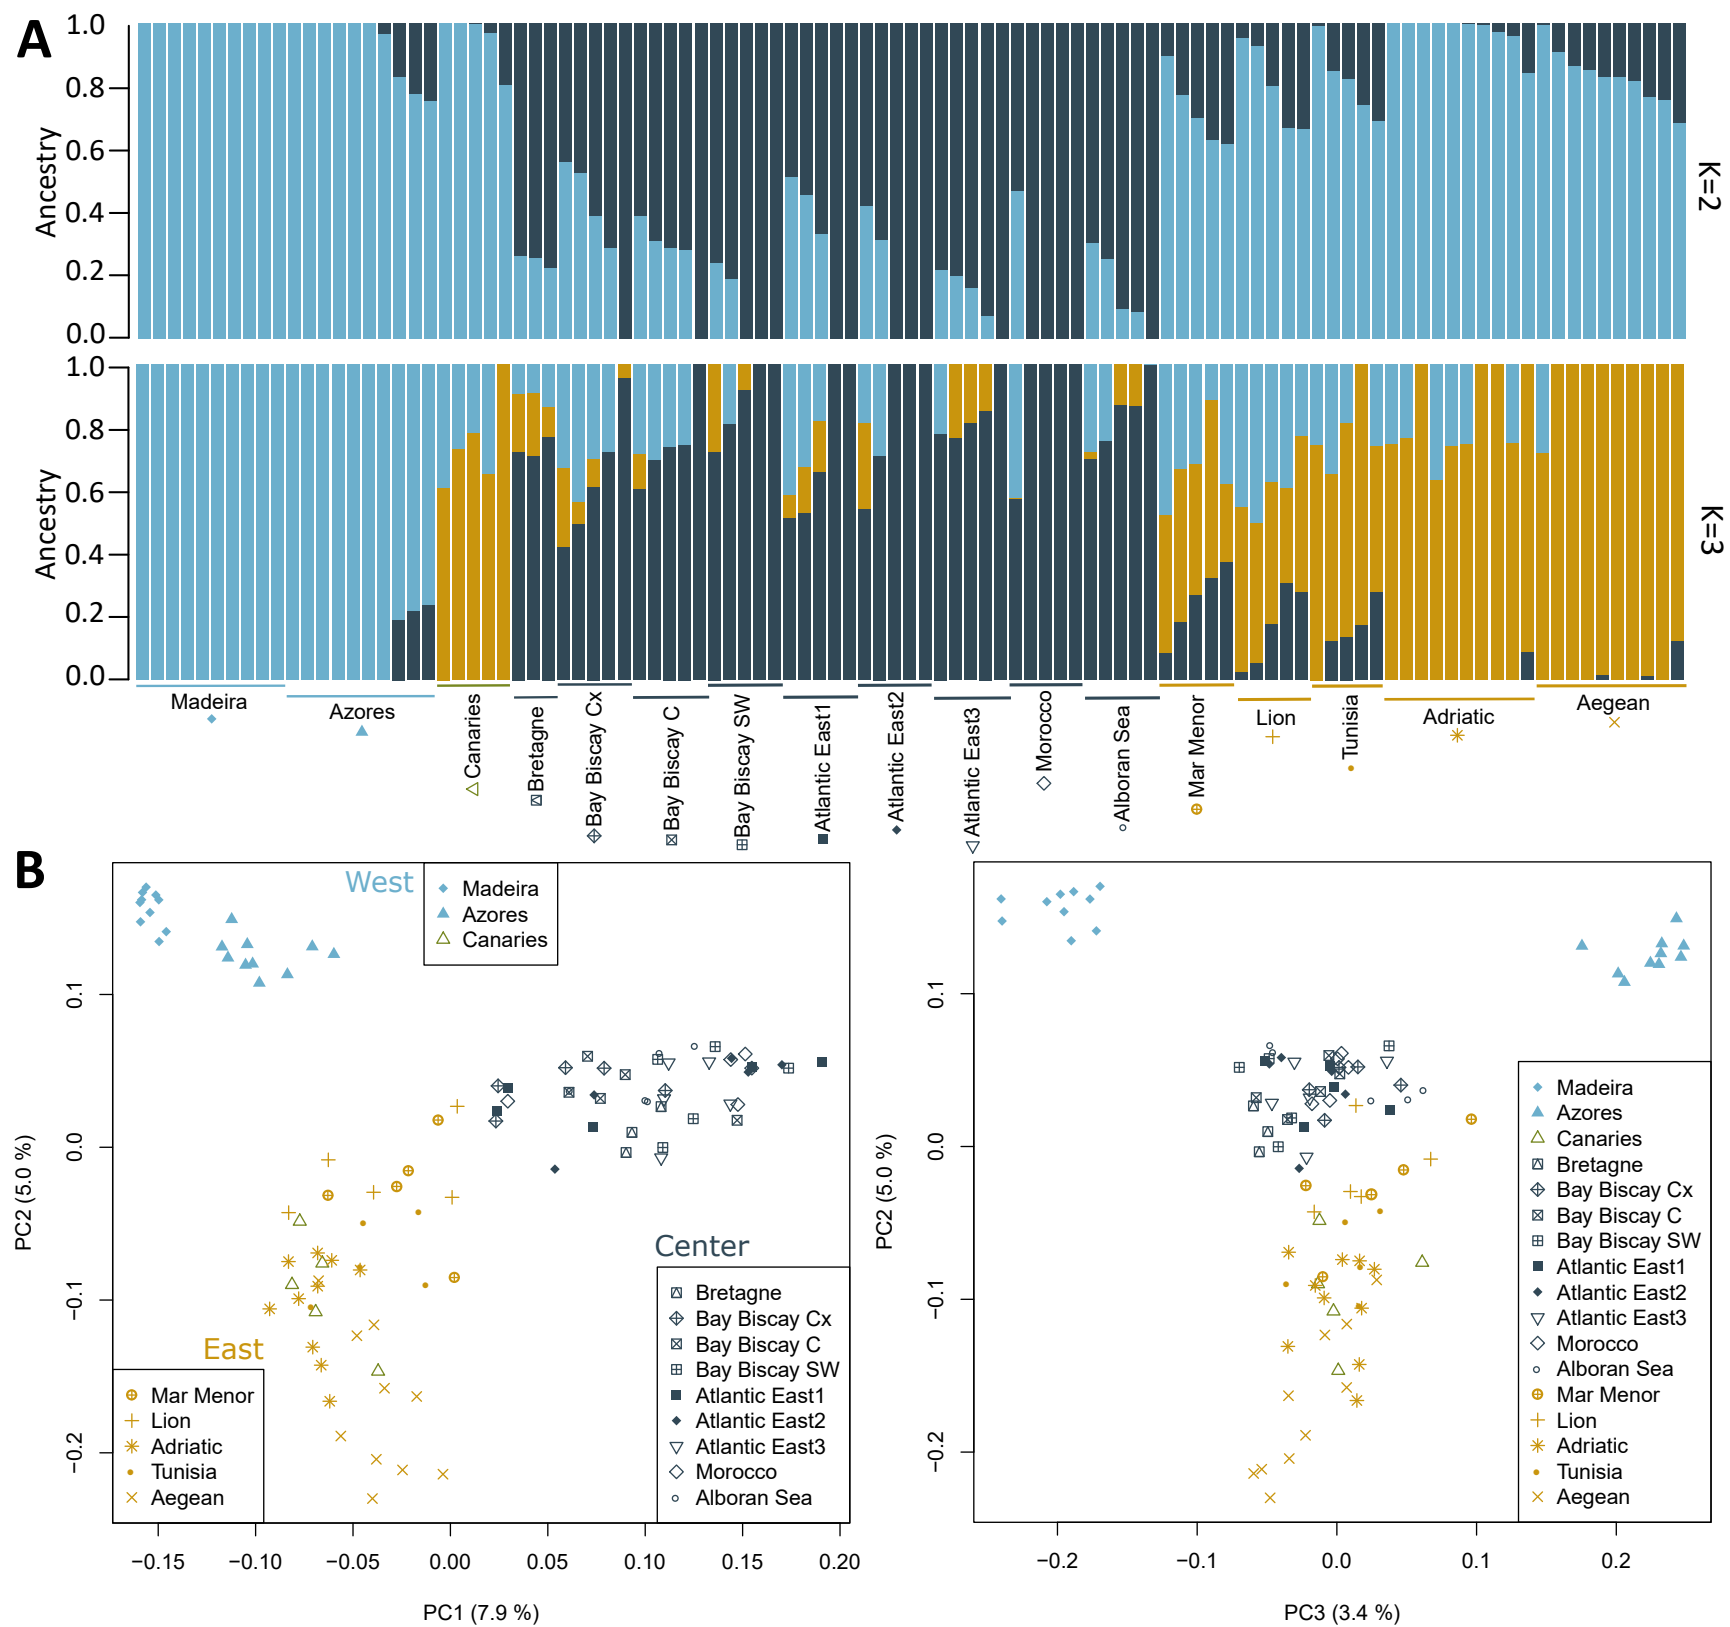 A
1.0
0.8
0.6
0.4
0.2
0.0
Ancestry
K=2
1.0
0.8
0.6
0.4
0.2
0.0
Ancestry
K=3
Madeira
Azores
Canaries
Bretagne
Bay Biscay Cx
Bay Biscay C
Bay Biscay SW
Atlantic East1
Atlantic East2
Atlantic East3
Morocco
Alboran Sea
Mar Menor
Lion
Tunisia
Adriatic
Aegean
B
West
Madeira
Azores
Canaries
Center
Bretagne
Bay Biscay Cx
Bay Biscay C
Bay Biscay SW
Atlantic East1
Atlantic East2
Atlantic East3
Morocco
Alboran Sea
East
Mar Menor
Lion
Adriatic
Tunisia
Aegean
0.1
0.0
−0.1
−0.2
PC2 (5.0 %)
−0.15
−0.10
−0.05
0.00
0.05
0.10
0.15
0.20
PC1 (7.9 %)
0.1
0.0
−0.1
−0.2
PC2 (5.0 %)
Madeira
Azores
Canaries
Bretagne
Bay Biscay Cx
Bay Biscay C
Bay Biscay SW
Atlantic East1
Atlantic East2
Atlantic East3
Morocco
Alboran Sea
Mar Menor
Lion
Adriatic
Tunisia
Aegean
−0.2
−0.1
0.0
0.1
0.2
PC3 (3.4 %)